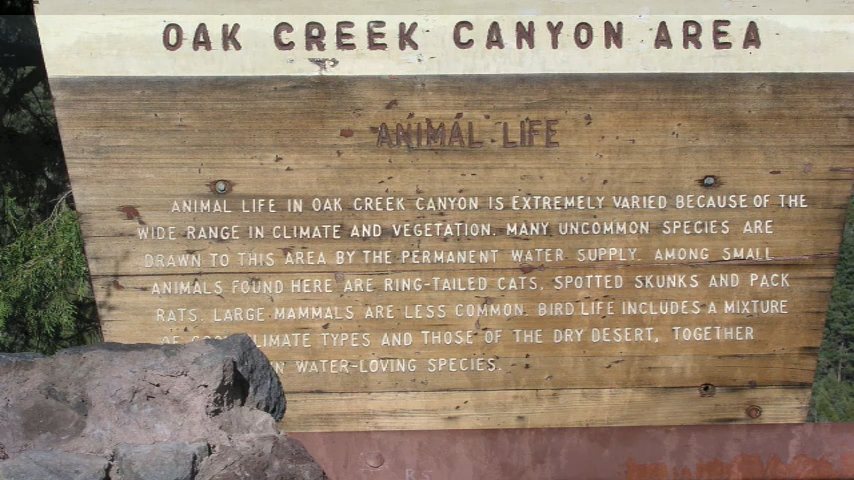 OAK CREEK CANYON AREA
ANIMAL LIFE
ANIMAL LIFE IN OAK CREEK CANYON IS EXTREMELY VARIED BECAUSE OF THE
WIDE RANGE IN CLIMATE AND VEGETATION. MANY UNCOMMON SPECIES ARE
DRAWN TO THIS AREA BY THE PERMANENT WATER SUPPLY. AMONG SMALL
ANIMALS FOUND HERE ARE RING-TAILED CATS, SPOTTED SKUNKS AND PACK
RATS. LARGE MAMMALS ARE LESS COMMON. BIRD LIFE INCLUDES A MIXTURE
OF CLIMATE TYPES AND THOSE OF THE DRY DESERT, TOGETHER
WATER-LOVING SPECIES.
RS